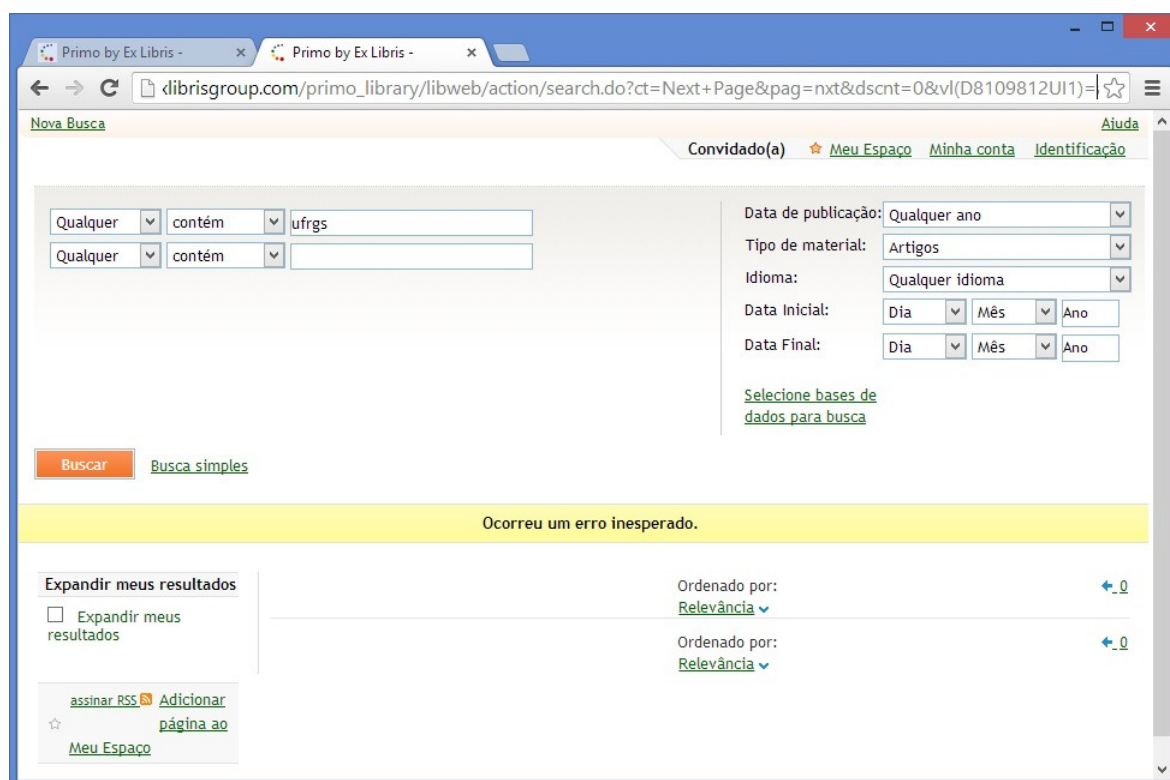 Primo by Ex Libris - × Primo by Ex Libris - ×
librisgroup.com/primo_library/libweb/action/search.do?ct=Next+Page&pag=nxt&dscnt=0&vl(D8109812UI1)=
Nova Busca Ajuda
Convidado(a) Meu Espaço Minha conta Identificação
Qualquer contém ufrgs
Qualquer contém
Data de publicação: Qualquer ano
Tipo de material: Artigos
Idioma: Qualquer idioma
Data Inicial: Dia Mês Ano
Data Final: Dia Mês Ano
Selecione bases de
dados para busca
Buscar Busca simples
Ocorreu um erro inesperado.
Expandir meus resultados
Expandir meus
resultados
Ordenado por: 0
Relevância
Ordenado por: 0
Relevância
assinar RSS Adicionar
página ao
Meu Espaço